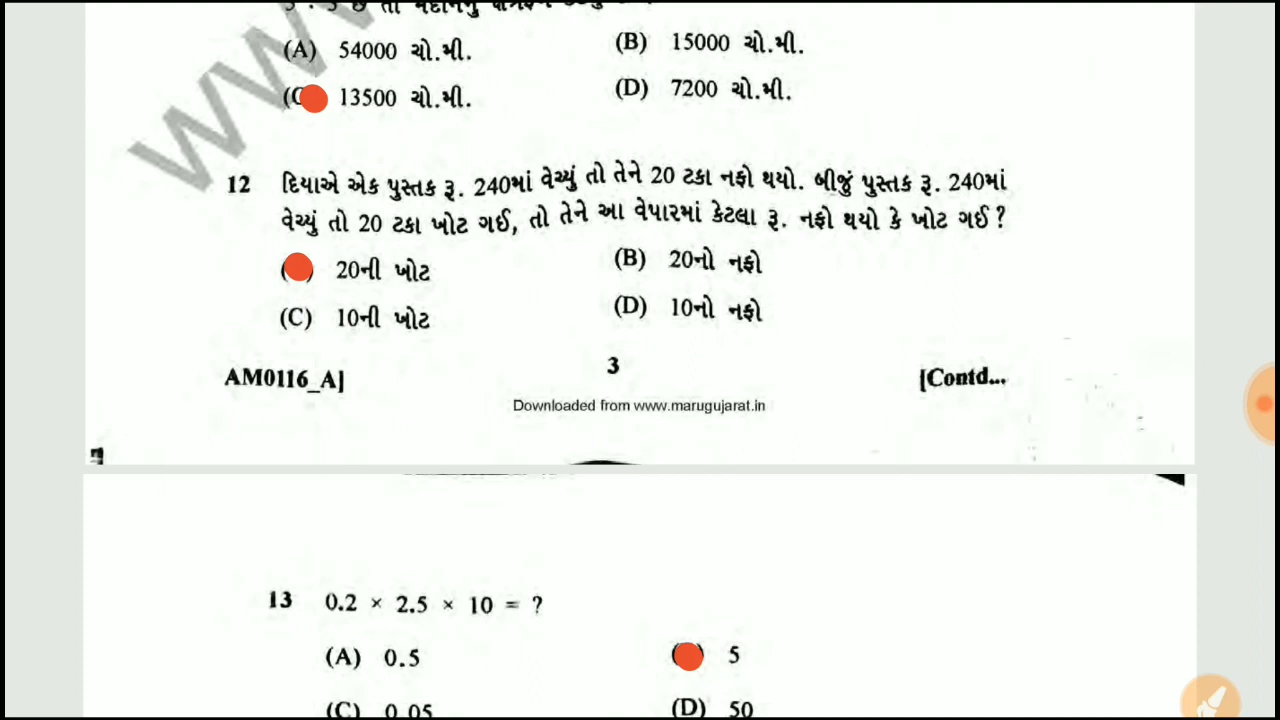 (A) 54000 ચો.મી. (B) 15000 ચો.મી.
13500 ચો.મી. (D) 7200 ચો.મી.
12 દિયાએ એક પુસ્તક રૂ. 240માં વેચ્યું તો તેને 20 ટકા નફો થયો. બીજું પુસ્તક રૂ. 240માં
વેચ્યું તો 20 ટકા ખોટ ગઈ, તો તેને આ વેપારમાં કેટલા રૂ. નફો થયો કે ખોટ ગઈ ?
20ની ખોટ (B) 20નો નફો
(C) 10ની ખોટ (D) 10નો નફો
AM0116_A] 3 [Contd...
Downloaded from www.marugujarat.in
13 0.2 × 2.5 × 10 = ?
(A) 0.5 5
(C) 0.05 (D) 50